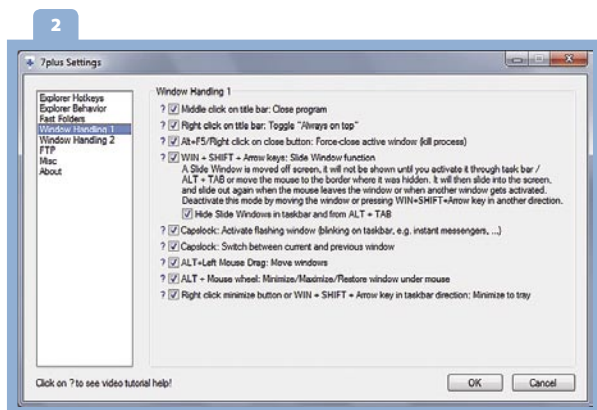 2
7plus Settings
Explorer Hotkeys
Explorer Behavior
Fast Folders
Window Handling 1
Window Handling 2
FTP
Misc
About
Window Handling 1
? Middle click on title bar: Close program
? Right click on title bar: Toggle "Always on top"
? Alt+F5/Right click on close button: Force-close active window (kill process)
? WIN + SHIFT + Arrow keys: Slide Window function
A Slide Window is moved off screen, it will not be shown until you activate it through task bar /
ALT + TAB or move the mouse to the border where it was hidden. It will then slide into the screen,
and slide out again when the mouse leaves the window or when another window gets activated.
Deactivate this mode by moving the window or pressing WIN+SHIFT+Arrow key in another direction.
Hide Slide Windows in taskbar and from ALT + TAB
? Capslock: Activate flashing window (blinking on taskbar, e.g. instant messengers, ...)
? Capslock: Switch between current and previous window
? ALT+Left Mouse Drag: Move windows
? ALT + Mouse wheel: Minimize/Maximize/Restore window under mouse
? Right click minimize button or WIN + SHIFT + Arrow key in taskbar direction: Minimize to tray
Click on ? to see video tutorial help!
OK
Cancel